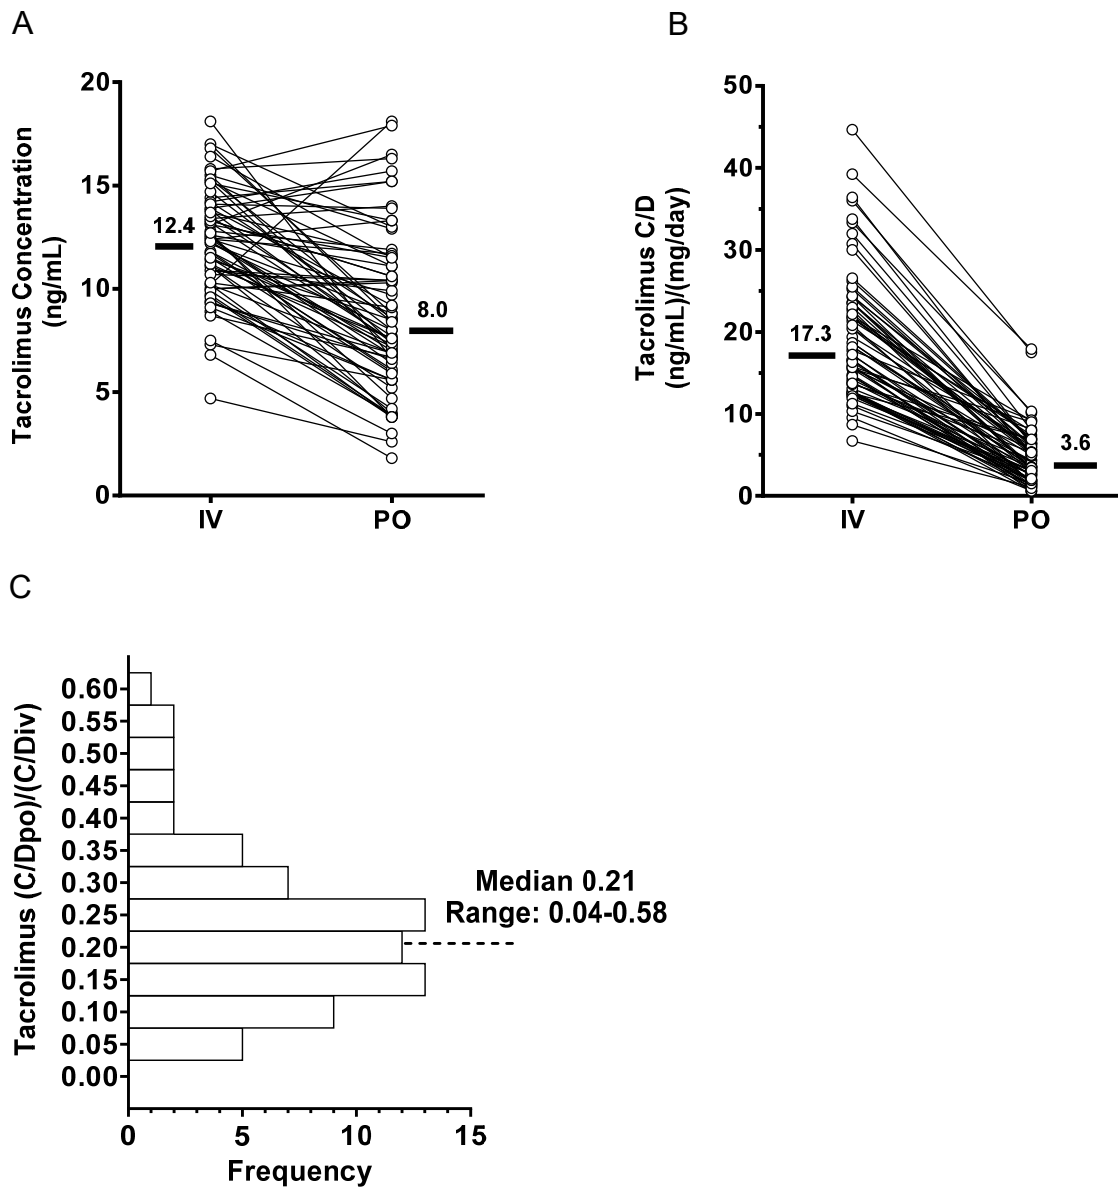 A
Tacrolimus Concentration
(ng/mL)
20
15
10
5
0
12.4
8.0
IV
PO
B
Tacrolimus C/D
(ng/mL)/(mg/day)
50
40
30
20
10
0
17.3
3.6
IV
PO
C
Tacrolimus (C/Dpo)/(C/Div)
0.60
0.55
0.50
0.45
0.40
0.35
0.30
0.25
0.20
0.15
0.10
0.05
0.00
Median 0.21
Range: 0.04-0.58
0
5
10
15
Frequency